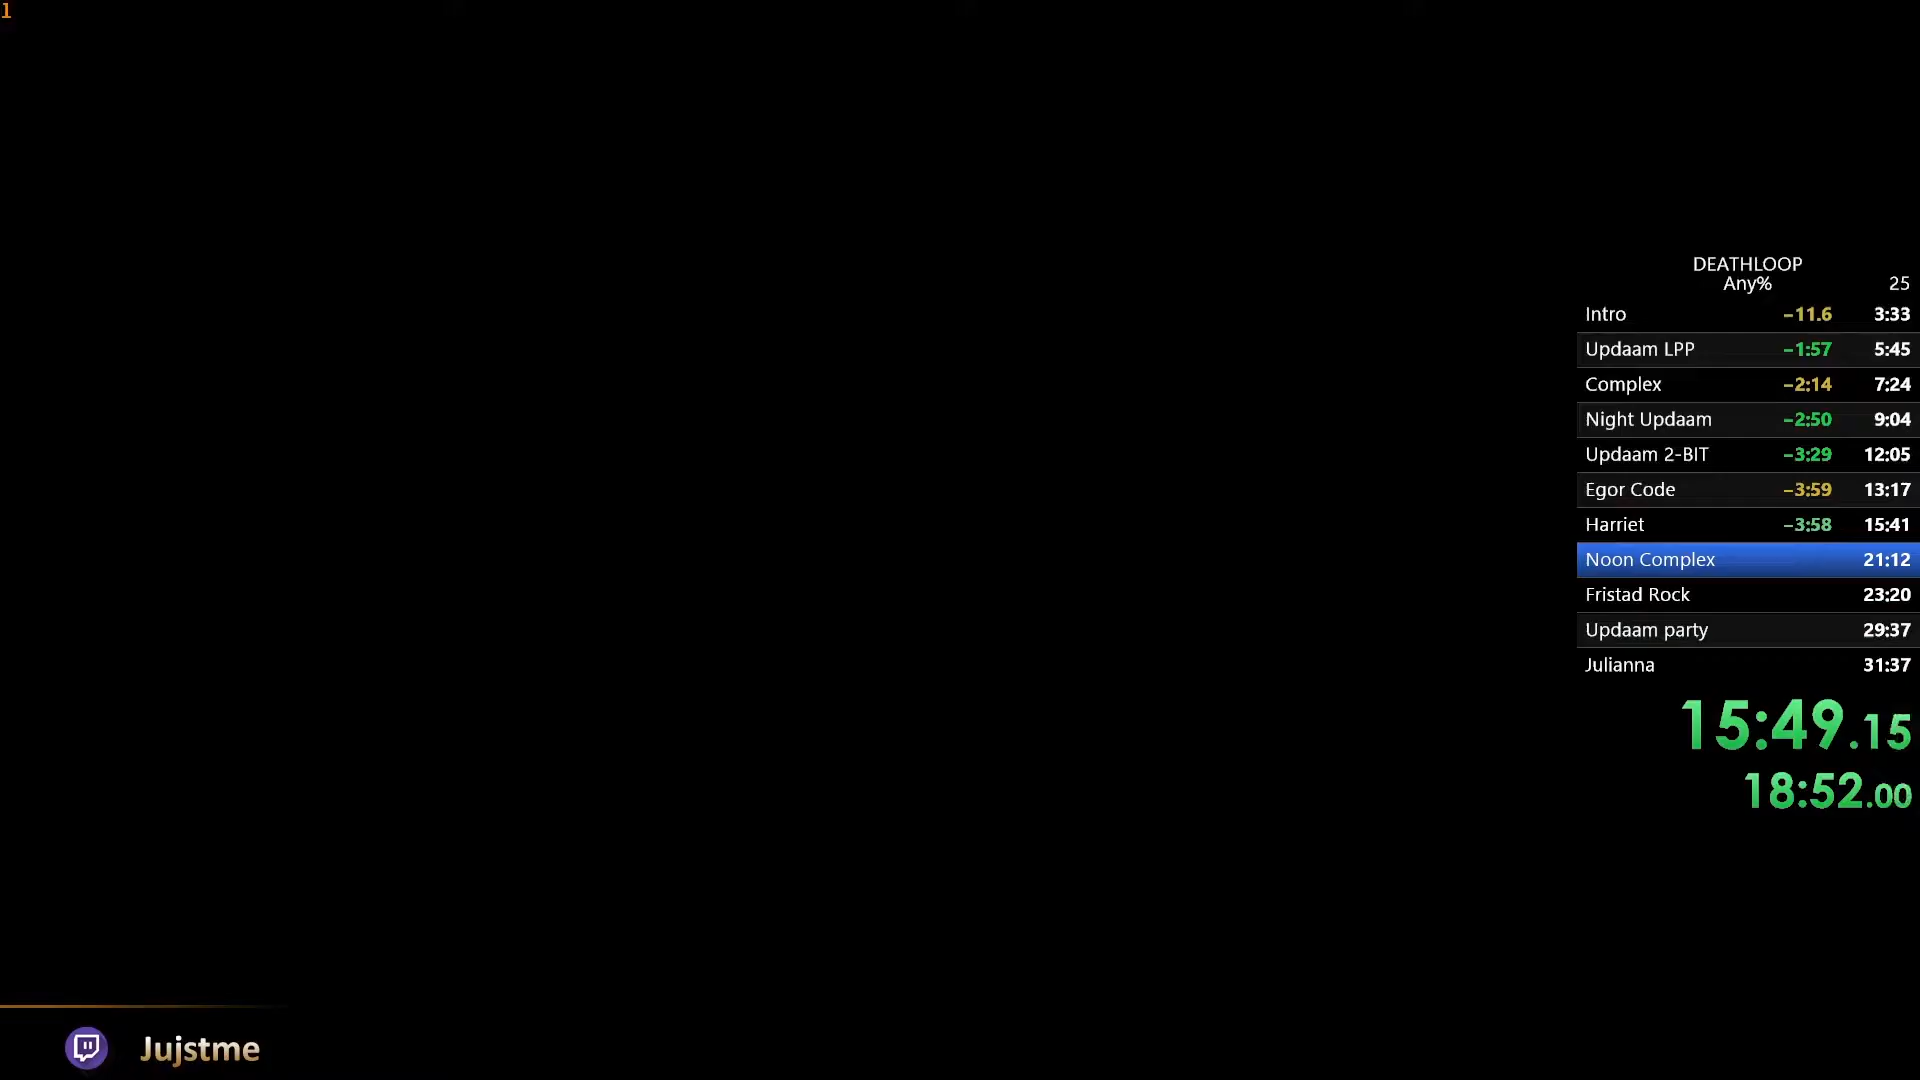 1
DEATHLOOP
Any% 25
Intro −11.6 3:33
Updaam LPP −1:57 5:45
Complex −2:14 7:24
Night Updaam −2:50 9:04
Updaam 2-BIT −3:29 12:05
Egor Code −3:59 13:17
Harriet −3:58 15:41
Noon Complex 21:12
Fristad Rock 23:20
Updaam party 29:37
Julianna 31:37
15:49.15
18:52.00
Jujstme